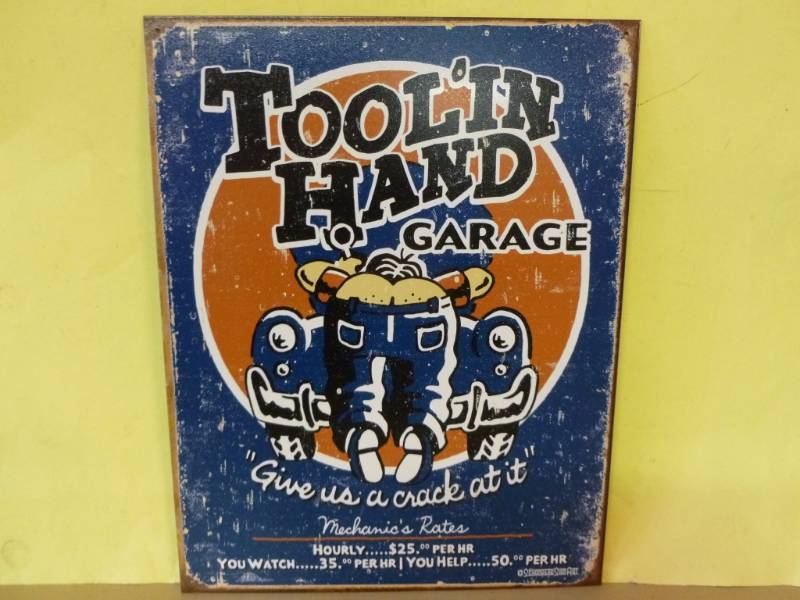 TOOL'IN
HAND
GARAGE
"Give us a crack at it"
Mechanic's Rates
HOURLY.....$25.00 PER HR
YOU WATCH.....35.00 PER HR | YOU HELP.....50.00 PER HR